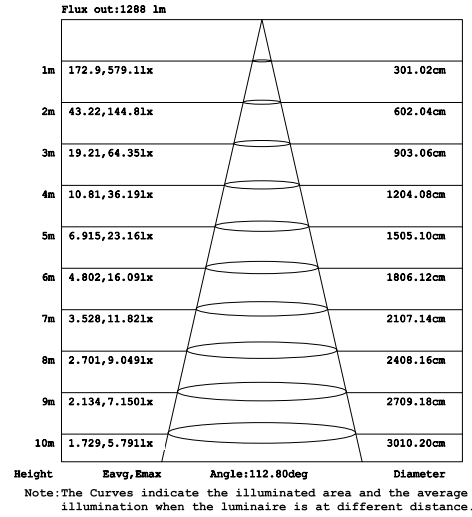 Flux out:1288 lm
1m 172.9,579.1lx 301.02cm
2m 43.22,144.8lx 602.04cm
3m 19.21,64.35lx 903.06cm
4m 10.81,36.19lx 1204.08cm
5m 6.915,23.16lx 1505.10cm
6m 4.802,16.09lx 1806.12cm
7m 3.528,11.82lx 2107.14cm
8m 2.701,9.049lx 2408.16cm
9m 2.134,7.150lx 2709.18cm
10m 1.729,5.791lx 3010.20cm
Height Eavg,Emax Angle:112.80deg Diameter
Note:The Curves indicate the illuminated area and the average
illumination when the luminaire is at different distance.